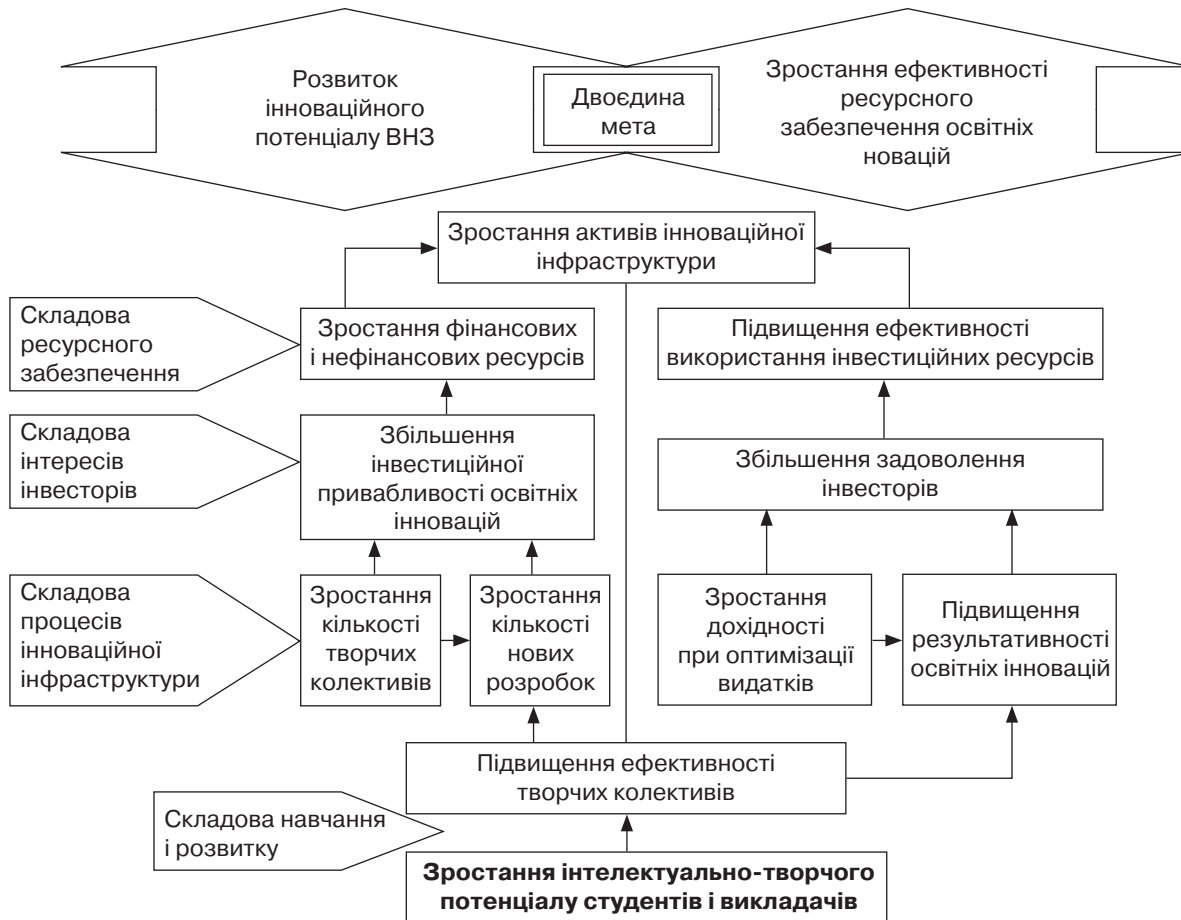 Розвиток
інноваційного
потенціалу ВНЗ
Двоєдина
мета
Зростання ефективності
ресурсного
забезпечення освітніх
новацій
Зростання активів інноваційної
інфраструктури
Складова
ресурсного
забезпечення
Зростання фінансових
і нефінансових ресурсів
Підвищення ефективності
використання інвестиційних ресурсів
Складова
інтересів
інвесторів
Збільшення
інвестиційної
привабливості освітніх
інновацій
Збільшення задоволення
інвесторів
Складова
процесів
інноваційної
інфраструктури
Зростання
кількості
творчих
колективів
Зростання
кількості
нових
розробок
Зростання
дохідності
при оптимізації
видатків
Підвищення
результативності
освітніх інновацій
Підвищення ефективності
творчих колективів
Складова навчання
і розвитку
Зростання інтелектуально-творчого
потенціалу студентів і викладачів